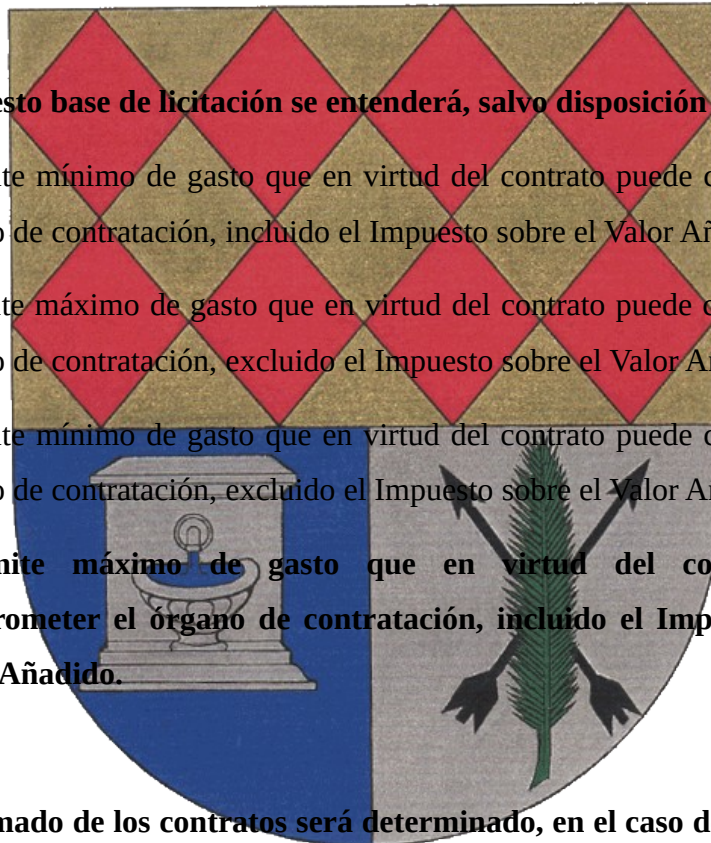 esto base de licitación se entenderá, salvo disposición
te mínimo de gasto que en virtud del contrato puede
o de contratación, incluido el Impuesto sobre el Valor
te máximo de gasto que en virtud del contrato puede
o de contratación, excluido el Impuesto sobre el Valor
te mínimo de gasto que en virtud del contrato puede
o de contratación, excluido el Impuesto sobre el Valor
mite máximo de gasto que en virtud del co
rometer el órgano de contratación, incluido el Imp
Añadido.
mado de los contratos será determinado, en el caso d